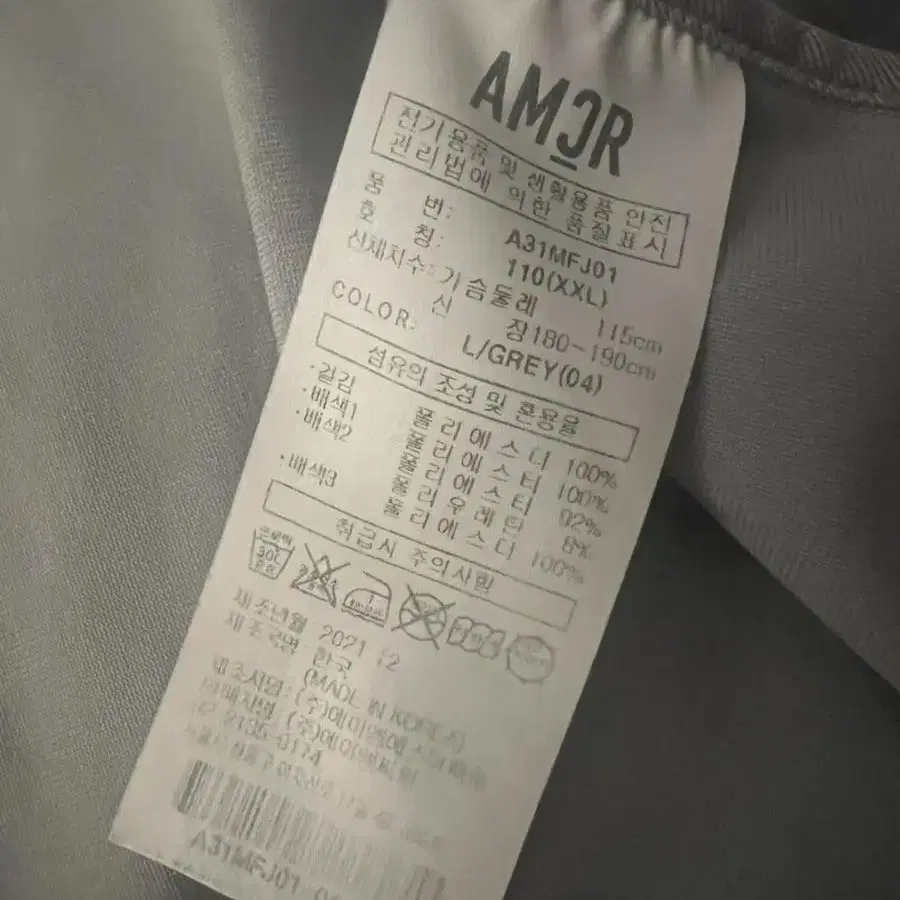 AMOR
전기용품 및 생활용품 안전
관리법에 의한 품질표시
품 번: A31MFJ01
호 칭: 110(XXL)
신체치수: 가슴둘레 115cm
신 장180~190cm
COLOR: L/GREY(04)
섬유의 조성 및 혼용율
·겉감 폴리에스터 100%
·배색1 폴리에스터 100%
·배색2 폴리에스터 92%
폴리우레탄 8%
·배색3 폴리에스터 100%
취급시 주의사항
제조년월: 2021.12
제조국명: 한국
(MADE IN KOREA)
A31MFJ01